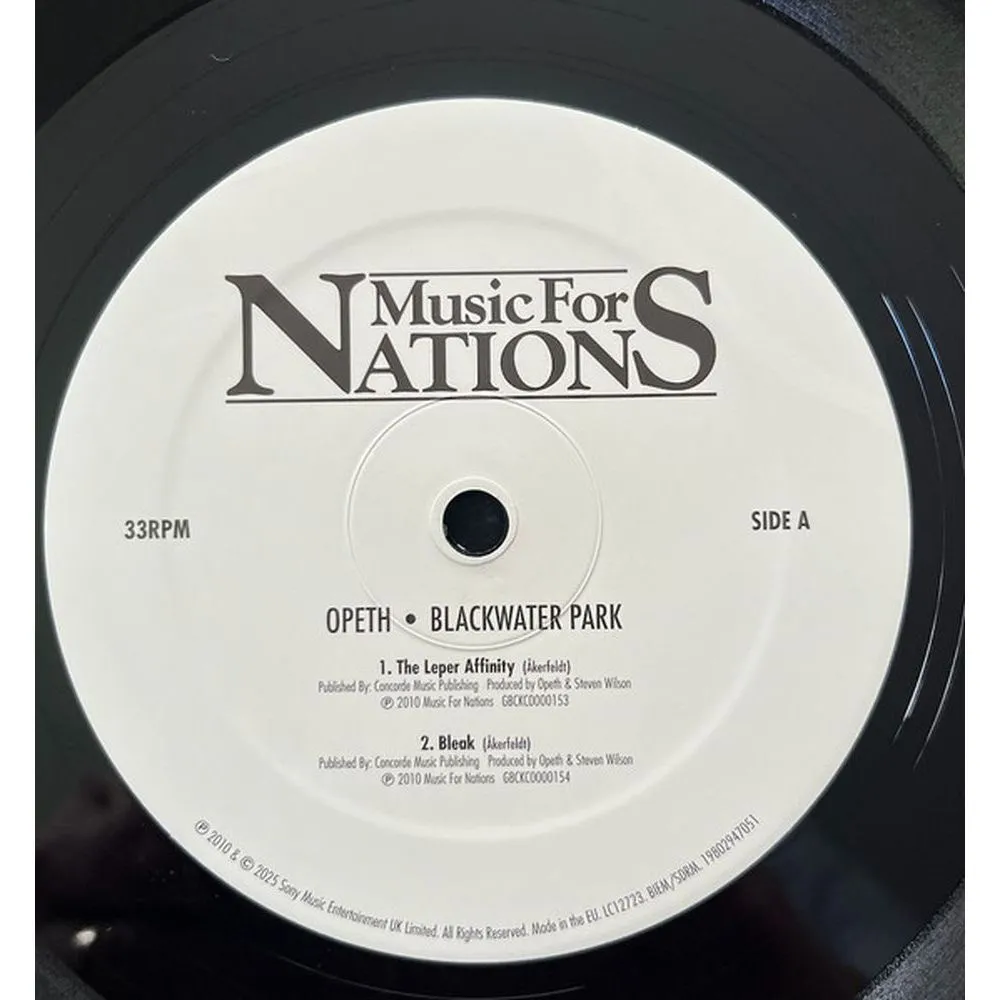 Music For
NATIONS
33RPM
SIDE A
OPETH • BLACKWATER PARK
1. The Leper Affinity (Åkerfeldt)
Published By: Concorde Music Publishing Produced by Opeth & Steven Wilson
℗ 2010 Music For Nations GBCKC0000153
2. Bleak (Åkerfeldt)
Published By: Concorde Music Publishing Produced by Opeth & Steven Wilson
℗ 2010 Music For Nations GBCKC0000154
℗ 2010 & © 2025 Sony Music Entertainment UK Limited. All Rights Reserved. Made in the EU. LC12723. BIEM/SDRM. 19802947051